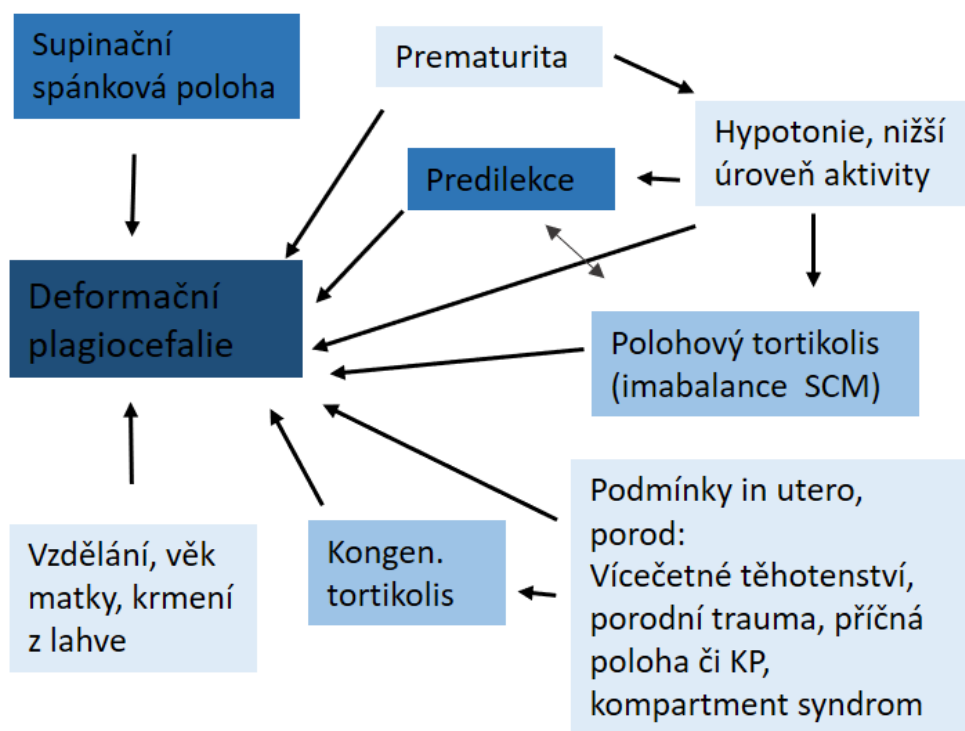 Supinační
spánková poloha
Prematurita
Hypotonie, nižší
úroveň aktivity
Predilekce
Deformační
plagiocefalie
Polohový tortikolis
(imabalance  SCM)
Podmínky in utero,
porod:
Vícečetné těhotenství,
porodní trauma, příčná
poloha či KP,
kompartment syndrom
Kongen.
tortikolis
Vzdělání, věk
matky, krmení
z lahve